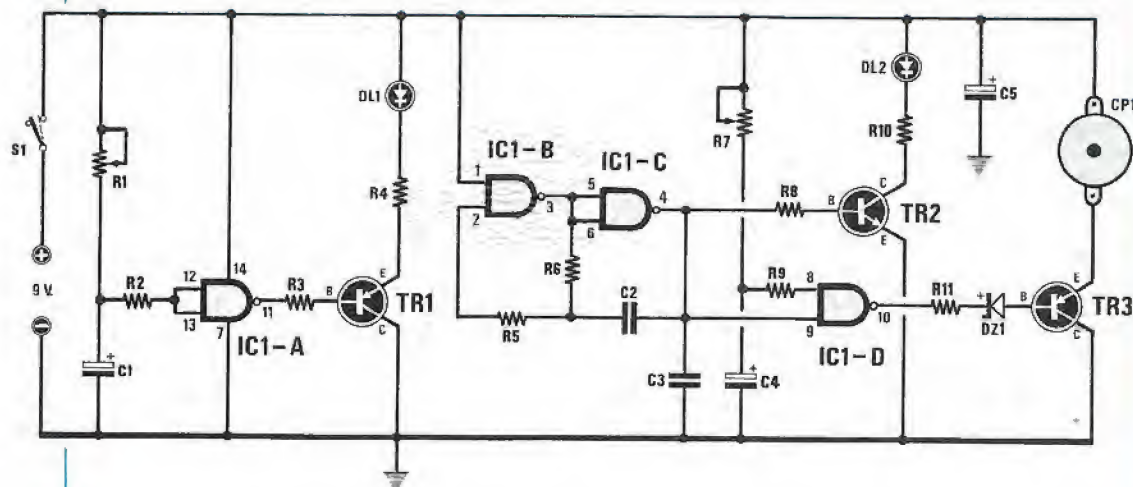 S1
+
9 V.
−
R1
R2
C1
12
13
14
7
11
IC1-A
R3
DL1
R4
B
E
C
TR1
IC1-B
1
2
3
IC1-C
5
6
4
R6
R5
C2
C3
R7
R8
R9
C4
+
8
9
10
IC1-D
DL2
R10
B
C
E
TR2
+
C5
R11
+
DZ1
B
E
C
TR3
CP1
+